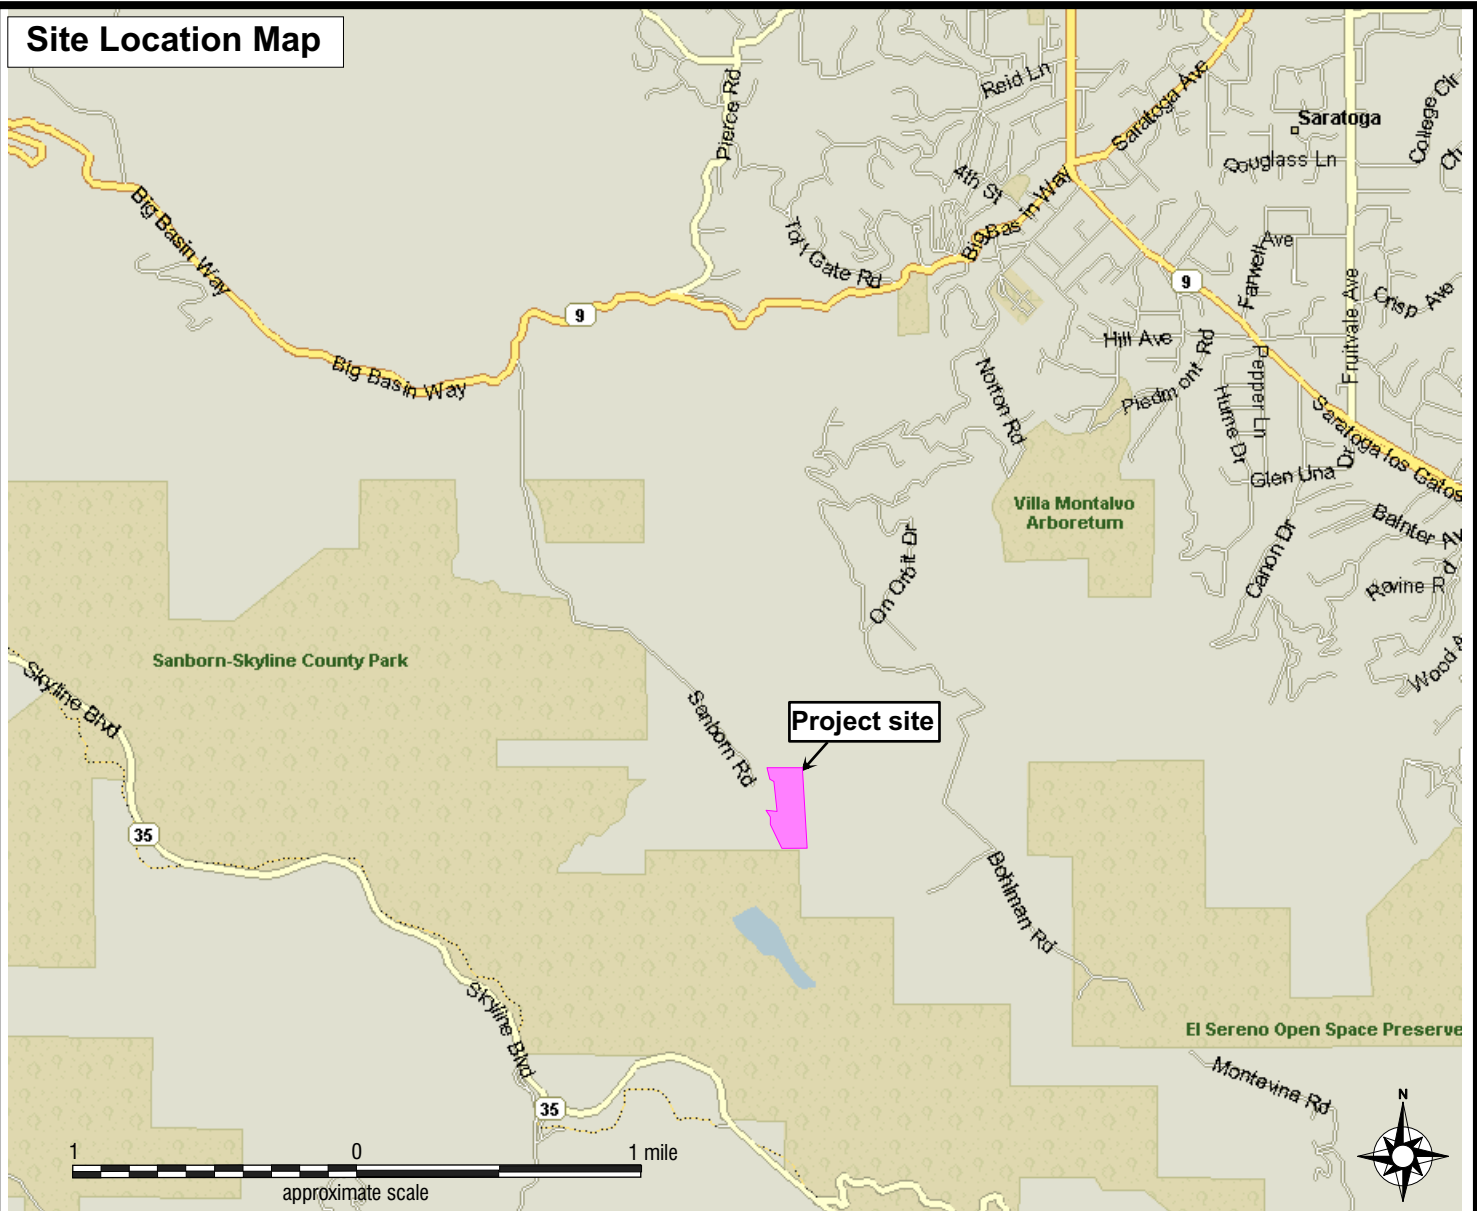 Site Location Map
Reid Ln
Pierce Rd
Saratoga Ave
Saratoga
College Clr
Ch
Douglass Ln
4th St
Big Basin Way
Big Basin Way
Toll Gate Rd
Ave
Farwell
9
Crisp Ave
Fruitvale Ave
9
Hill Ave
Big Basin Way
Norton Rd
Piedmont Rd
Pepper Ln
Hume Dr
Saratoga los Gatos
Glen Una Dr
Villa Montalvo
Arboretum
Bainter Av
On Orbit Dr
Canon Dr
Ravine Rd
Sanborn-Skyline County Park
Wood A
Skyline Blvd
Sanborn Rd
Project site
35
Bohlman Rd
Skyline Blvd
El Sereno Open Space Preserve
Montevina Rd
35
N
1 0 1 mile
approximate scale